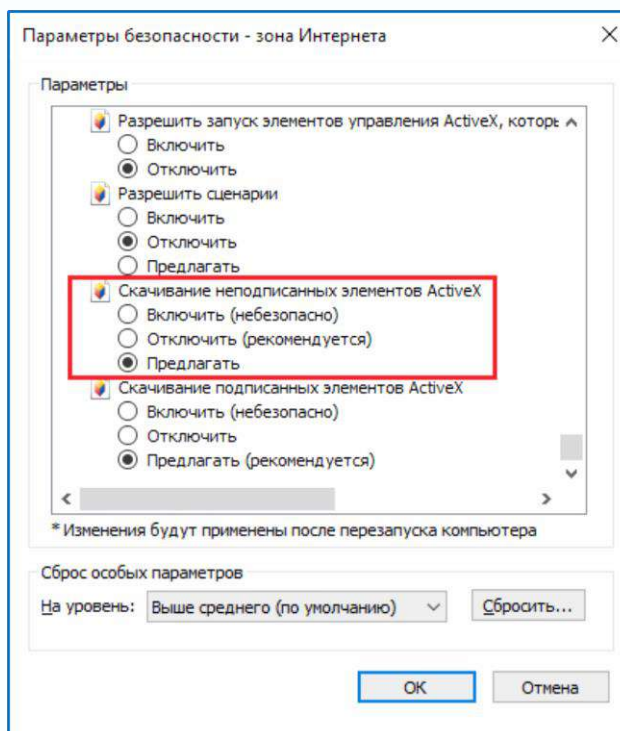 Параметры безопасности - зона Интернета
Параметры
Разрешить запуск элементов управления ActiveX, которы
Включить
Отключить
Разрешить сценарии
Включить
Отключить
Предлагать
Скачивание неподписанных элементов ActiveX
Включить (небезопасно)
Отключить (рекомендуется)
Предлагать
Скачивание подписанных элементов ActiveX
Включить (небезопасно)
Отключить
Предлагать (рекомендуется)
* Изменения будут применены после перезапуска компьютера
Сброс особых параметров
На уровень: Выше среднего (по умолчанию) Сбросить...
ОК Отмена